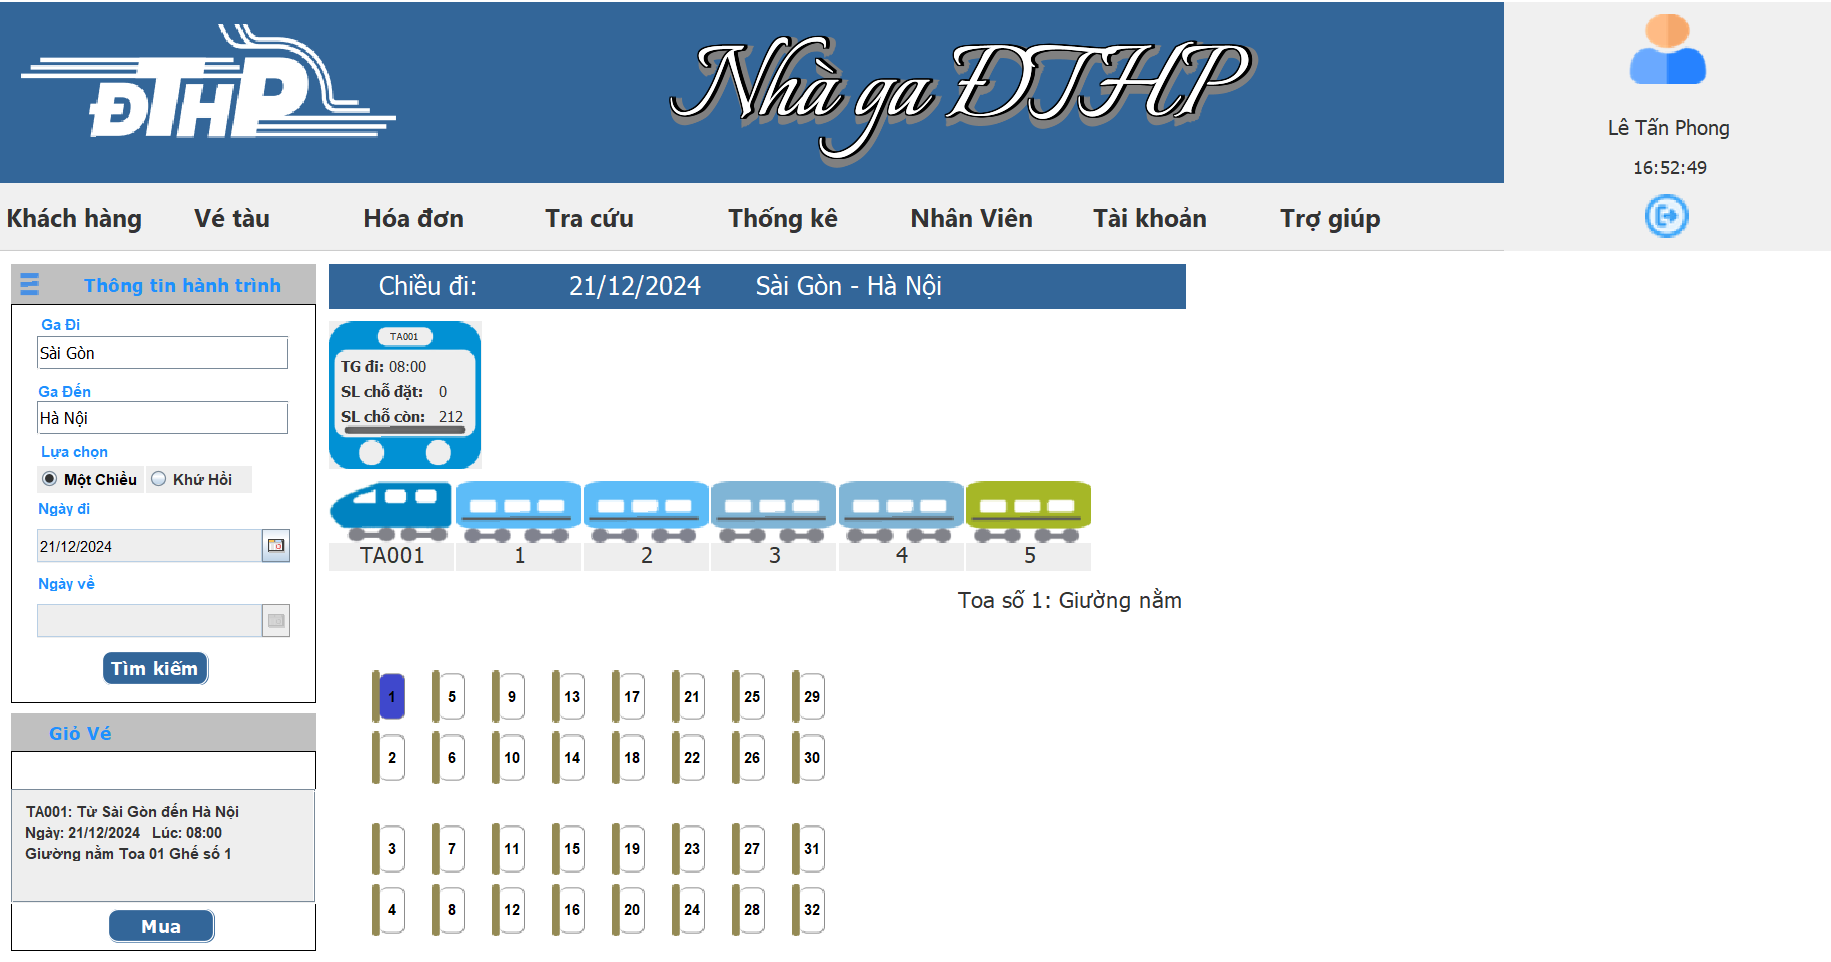 ĐTHP
Nhà ga ĐTHP
Lê Tấn Phong
16:52:49
Khách hàng Vé tàu Hóa đơn Tra cứu Thống kê Nhân Viên Tài khoản Trợ giúp
Thông tin hành trình
Ga Đi
Sài Gòn
Ga Đến
Hà Nội
Lựa chọn
Một Chiều Khứ Hồi
Ngày đi
21/12/2024
Ngày về
Tìm kiếm
Giỏ Vé
TA001: Từ Sài Gòn đến Hà Nội
Ngày: 21/12/2024 Lúc: 08:00
Giường nằm Toa 01 Ghế số 1
Mua
Chiều đi: 21/12/2024 Sài Gòn - Hà Nội
TA001
TG đi: 08:00
SL chỗ đặt: 0
SL chỗ còn: 212
TA001 1 2 3 4 5
Toa số 1: Giường nằm
1 5 9 13 17 21 25 29
2 6 10 14 18 22 26 30
3 7 11 15 19 23 27 31
4 8 12 16 20 24 28 32